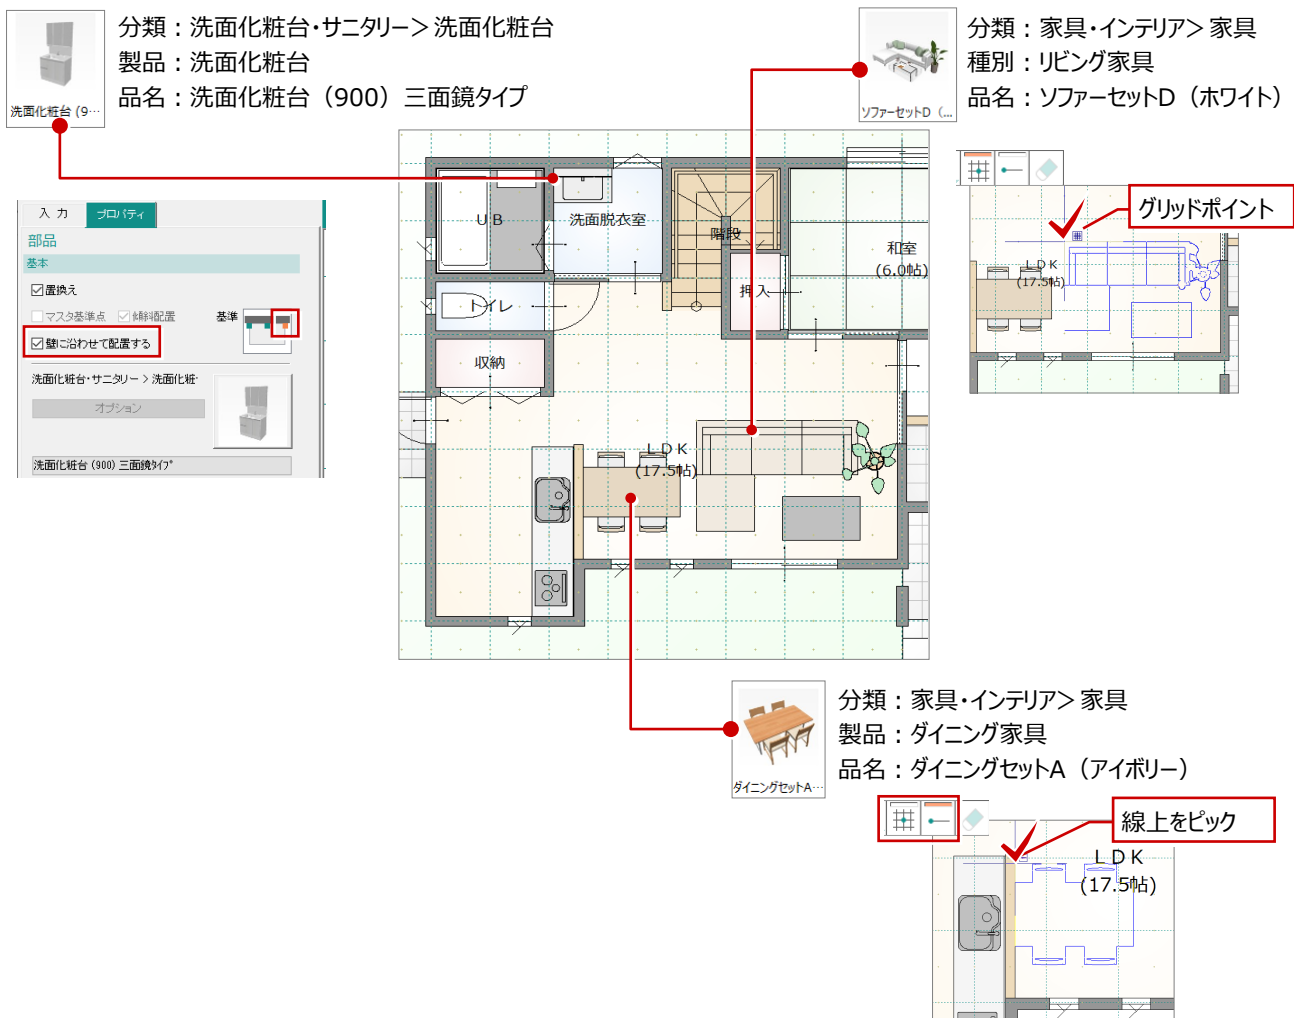 分類：洗面化粧台・サニタリー＞洗面化粧台
製品：洗面化粧台
品名：洗面化粧台（900）三面鏡タイプ
洗面化粧台 (9…
分類：家具・インテリア＞家具
種別：リビング家具
品名：ソファーセットD（ホワイト）
ソファーセットD （...
入 力
プロパティ
部品
基本
置換え
マスタ基準点
傾斜配置
基準
壁に沿わせて配置する
洗面化粧台・サニタリー > 洗面化粧・
オプション
洗面化粧台 (900) 三面鏡ﾀｲﾌﾟ
ＵＢ
洗面脱衣室
階段
和室
(6.0帖)
押入
トイレ
収納
ＬＤＫ
(17.5帖)
グリッドポイント
ＬＤＫ
(17.5帖)
分類：家具・インテリア＞家具
製品：ダイニング家具
品名：ダイニングセットA（アイボリー）
ダイニングセットA…
線上をピック
ＬＤＫ
(17.5帖)